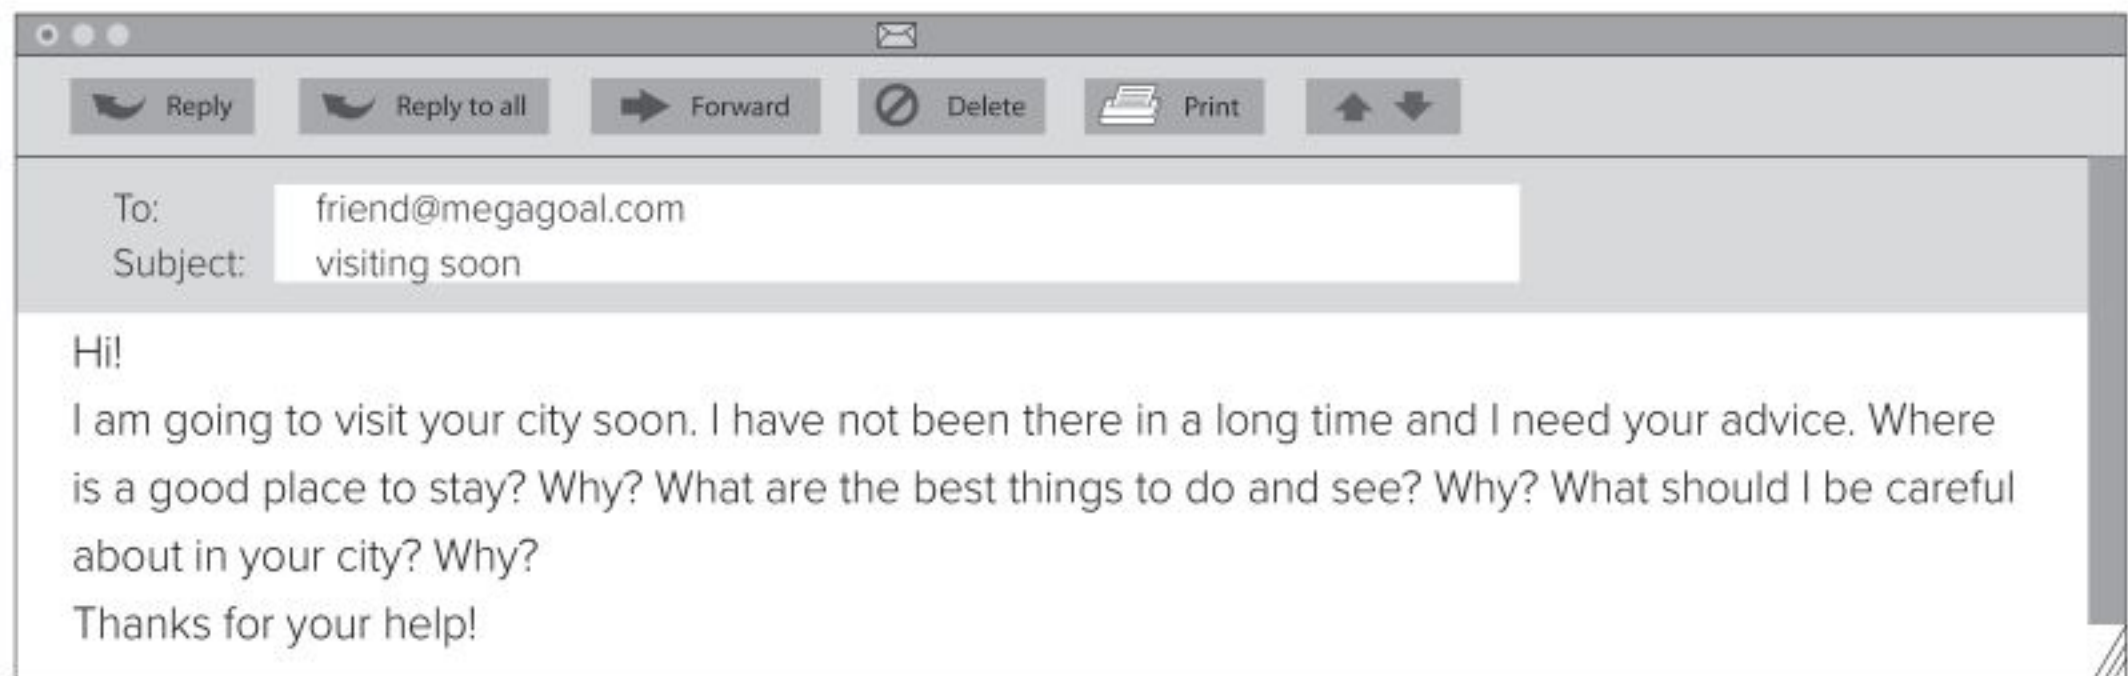 Reply Reply to all Forward Delete Print
To: friend@megagoal.com
Subject: visiting soon
Hi!
I am going to visit your city soon. I have not been there in a long time and I need your advice. Where
is a good place to stay? Why? What are the best things to do and see? Why? What should I be careful
about in your city? Why?
Thanks for your help!